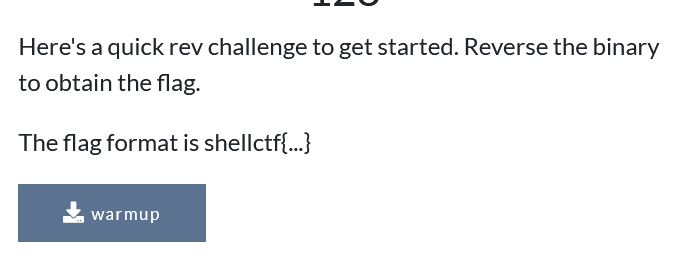 Here's a quick rev challenge to get started. Reverse the binary
to obtain the flag.
The flag format is shellctf{...}
warmup